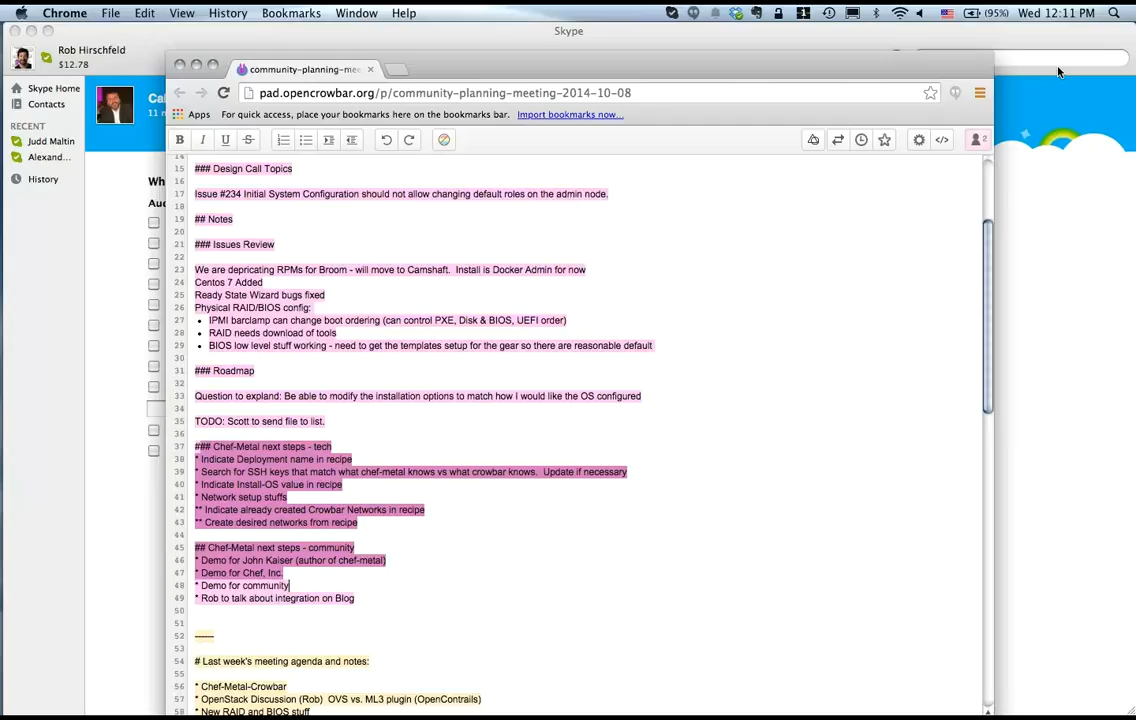 Chrome File Edit View History Bookmarks Window Help (95%) Wed 12:11 PM
Skype
Rob Hirschfeld
$12.78
Skype Home
Contacts
RECENT
Judd Maltin
Alexand...
History
Ca
11 m
Wh
Aud
community-planning-mee
pad.opencrowbar.org/p/community-planning-meeting-2014-10-08
Apps For quick access, place your bookmarks here on the bookmarks bar. Import bookmarks now...
B I U S 2
14
15 ### Design Call Topics
16
17 Issue #234 Initial System Configuration should not allow changing default roles on the admin node.
18
19 ## Notes
20
21 ### Issues Review
22
23 We are depricating RPMs for Broom - will move to Camshaft. Install is Docker Admin for now
24 Centos 7 Added
25 Ready State Wizard bugs fixed
26 Physical RAID/BIOS config:
27 • IPMI barclamp can change boot ordering (can control PXE, Disk & BIOS, UEFI order)
28 • RAID needs download of tools
29 • BIOS low level stuff working - need to get the templates setup for the gear so there are reasonable default
30
31 ### Roadmap
32
33 Question to expland: Be able to modify the installation options to match how I would like the OS configured
34
35 TODO: Scott to send file to list.
36
37 ### Chef-Metal next steps - tech
38 * Indicate Deployment name in recipe
39 * Search for SSH keys that match what chef-metal knows vs what crowbar knows. Update if necessary
40 * Indicate Install-OS value in recipe
41 * Network setup stuffs
42 ** Indicate already created Crowbar Networks in recipe
43 ** Create desired networks from recipe
44
45 ## Chef-Metal next steps - community
46 * Demo for John Kaiser (author of chef-metal)
47 * Demo for Chef, Inc.
48 * Demo for community
49 * Rob to talk about integration on Blog
50
51
52 -----
53
54 # Last week's meeting agenda and notes:
55
56 * Chef-Metal-Crowbar
57 * OpenStack Discussion (Rob) OVS vs. ML3 plugin (OpenContrails)
58 * New RAID and BIOS stuff